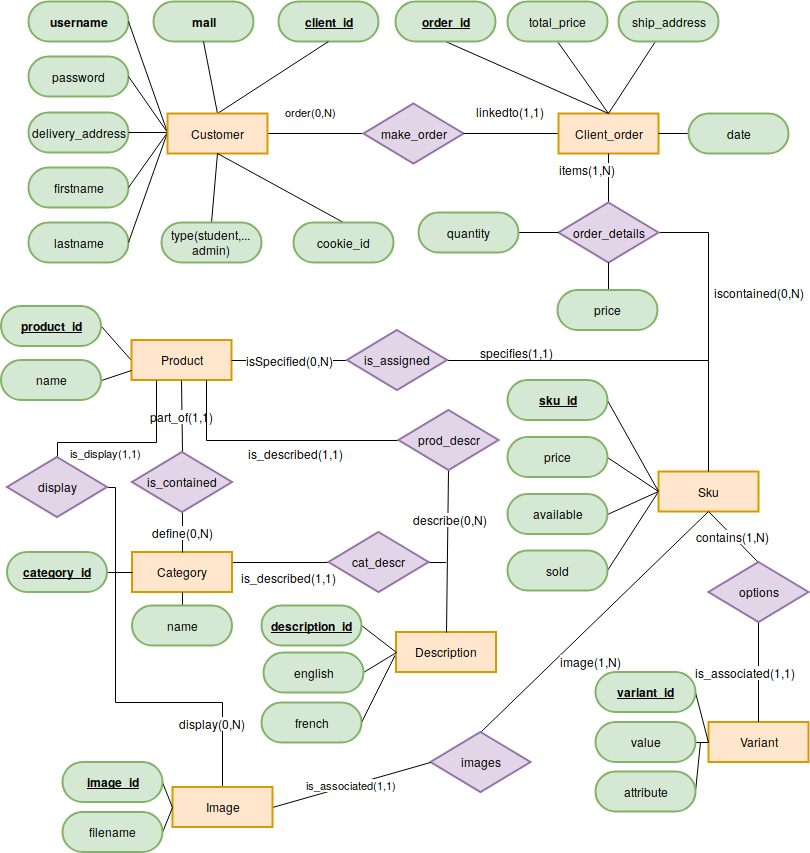 username
mail
client_id
order_id
total_price
ship_address
password
order(0,N)
linkedto(1,1)
delivery_address
Customer
make_order
Client_order
date
items(1,N)
firstname
lastname
type(student,...
admin)
cookie_id
quantity
order_details
iscontained(0,N)
price
product_id
Product
isSpecified(0,N)
is_assigned
specifies(1,1)
name
sku_id
part_of(1,1)
is_display(1,1)
is_described(1,1)
prod_descr
price
display
is_contained
Sku
available
describe(0,N)
define(0,N)
contains(1,N)
category_id
Category
is_described(1,1)
cat_descr
sold
options
name
description_id
Description
english
image(1,N)
is_associated(1,1)
variant_id
french
display(0,N)
value
Variant
images
image_id
is_associated(1,1)
attribute
Image
filename